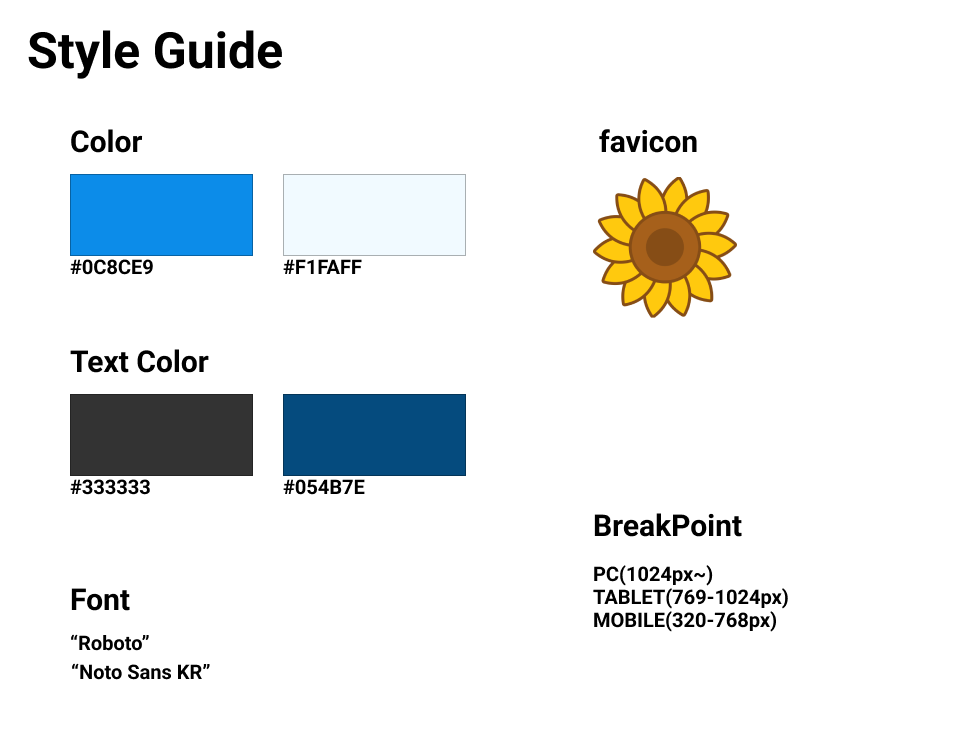 Style Guide
Color
#0C8CE9
#F1FAFF
Text Color
#333333
#054B7E
Font
“Roboto”
“Noto Sans KR”
favicon
BreakPoint
PC(1024px~)
TABLET(769-1024px)
MOBILE(320-768px)